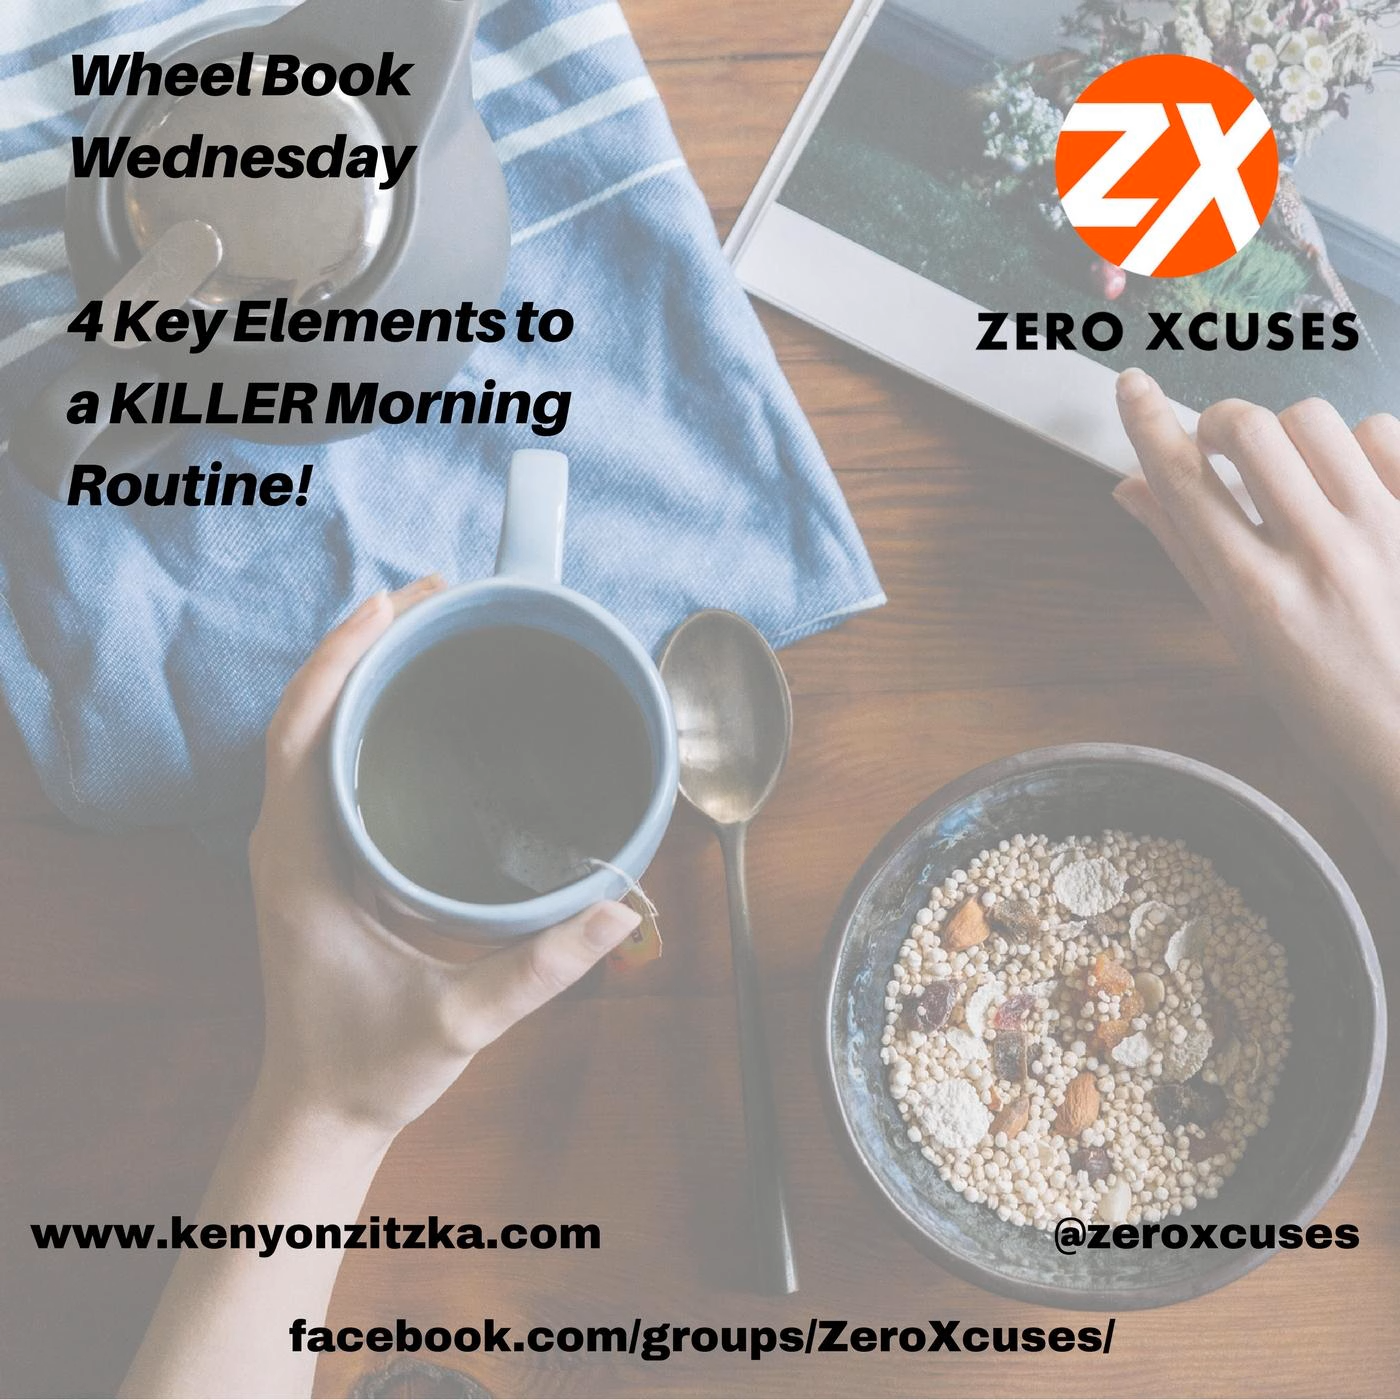 Wheel Book
Wednesday
4 Key Elements to
a KILLER Morning
Routine!
ZX
ZERO XCUSES
www.kenyonzitzka.com
@zeroxcuses
facebook.com/groups/ZeroXcuses/